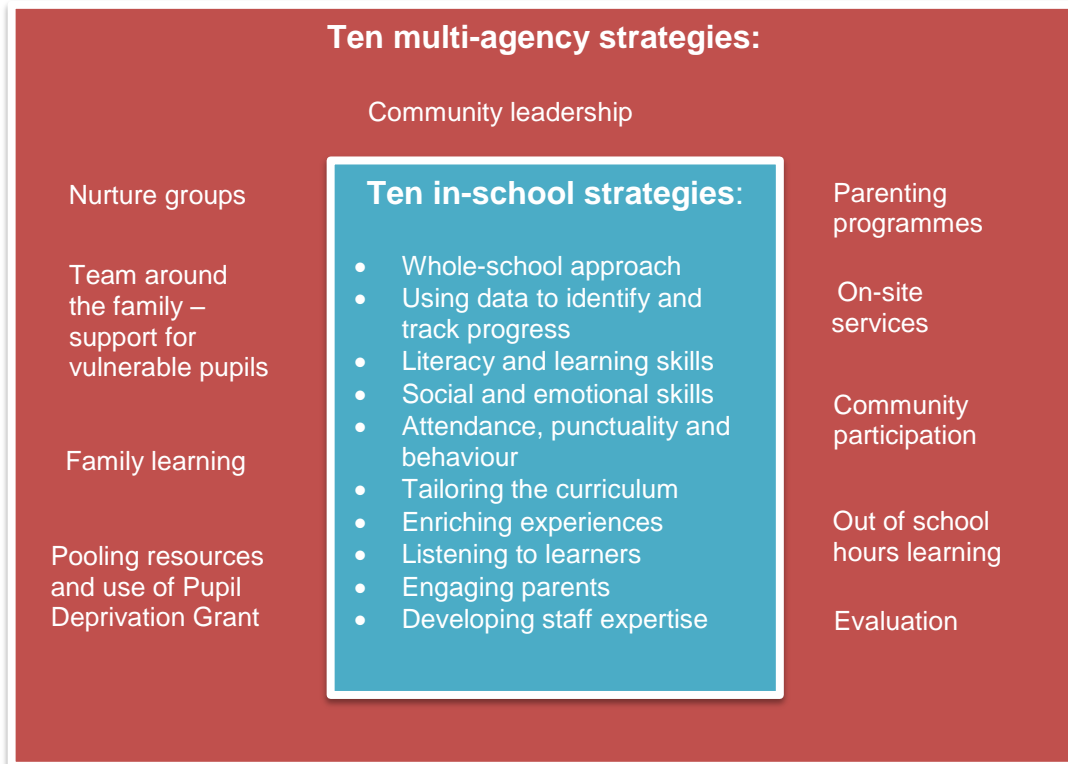 Ten multi-agency strategies:
Community leadership
Nurture groups
Team around
the family –
support for
vulnerable pupils
Family learning
Pooling resources
and use of Pupil
Deprivation Grant
Ten in-school strategies:
• Whole-school approach
• Using data to identify and
track progress
• Literacy and learning skills
• Social and emotional skills
• Attendance, punctuality and
behaviour
• Tailoring the curriculum
• Enriching experiences
• Listening to learners
• Engaging parents
• Developing staff expertise
Parenting
programmes
On-site
services
Community
participation
Out of school
hours learning
Evaluation